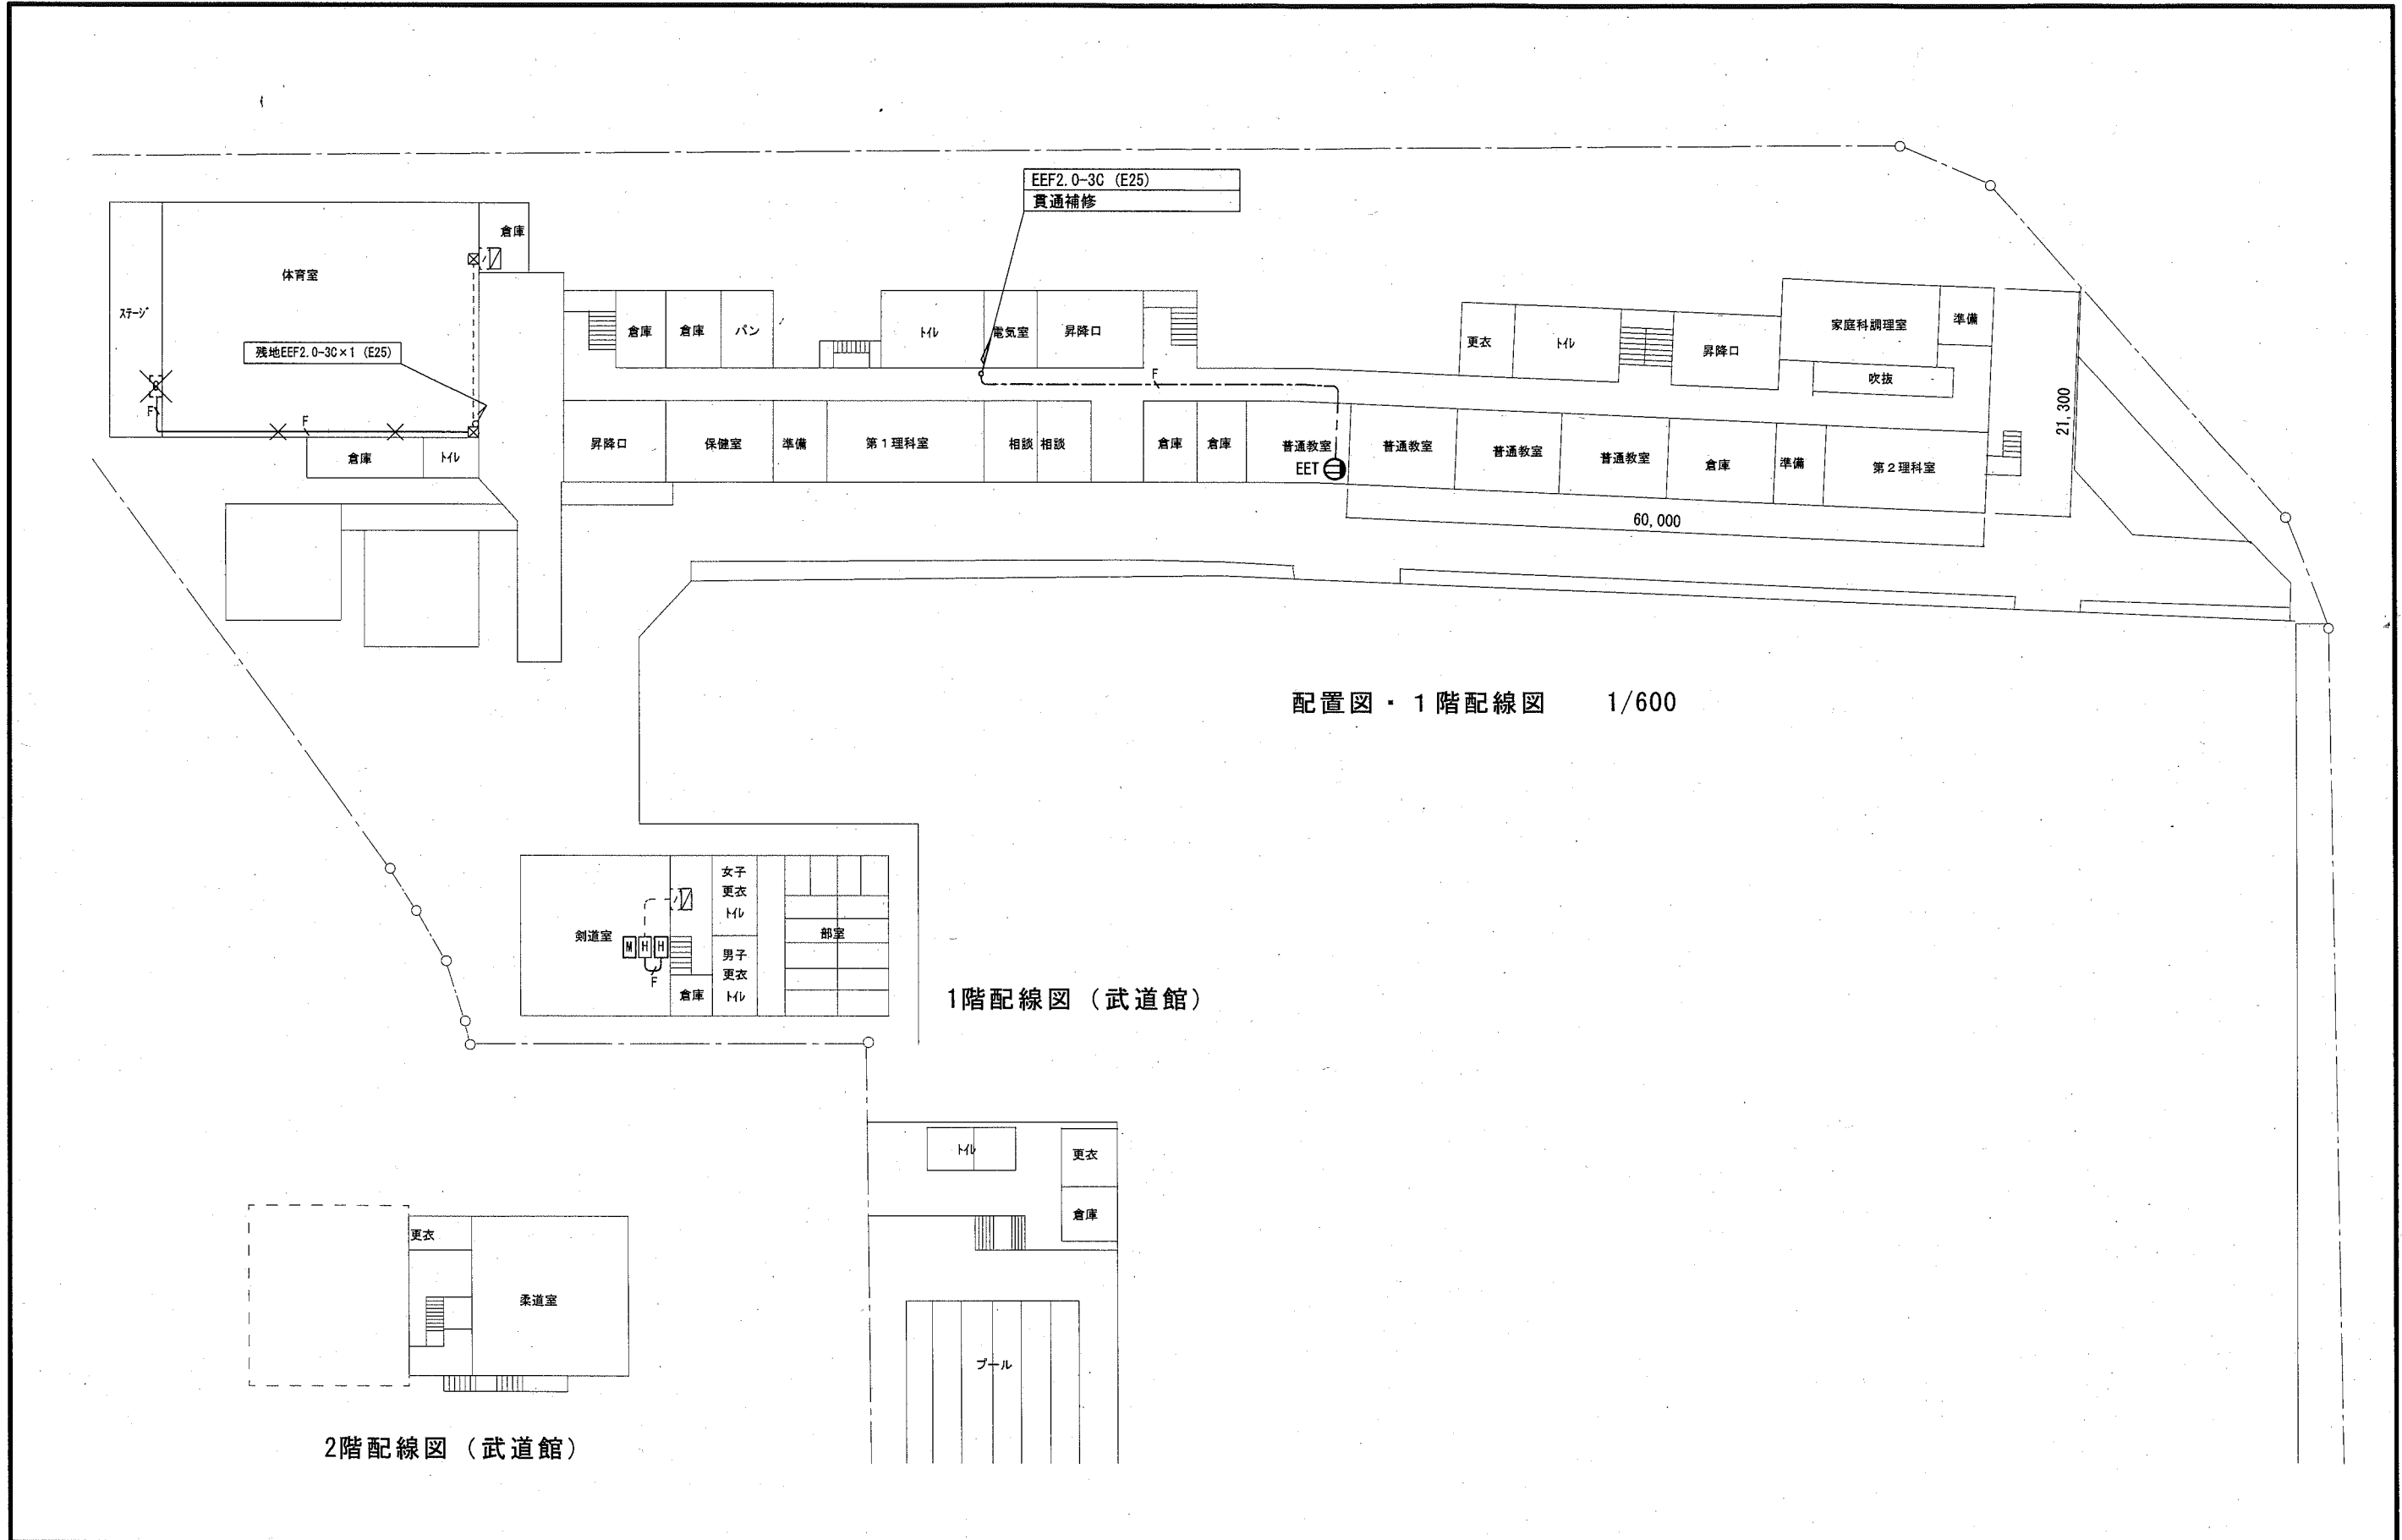 EEF2.0-3C (E25)
貫通補修
倉庫
体育室
ステージ
残地EEF2.0-3C×1 (E25)
F
F
倉庫
トイレ
倉庫
倉庫
パン
トイレ
電気室
昇降口
F
更衣
トイレ
昇降口
家庭科調理室
準備
吹抜
21,300
昇降口
保健室
準備
第1理科室
相談
相談
倉庫
倉庫
普通教室
EET
普通教室
普通教室
普通教室
倉庫
準備
第2理科室
60,000
配置図・1階配線図 1/600
女子
更衣
トイレ
剣道室
M
H
H
F
男子
更衣
トイレ
倉庫
部室
1階配線図(武道館)
トイレ
更衣
倉庫
プール
更衣
柔道室
2階配線図(武道館)